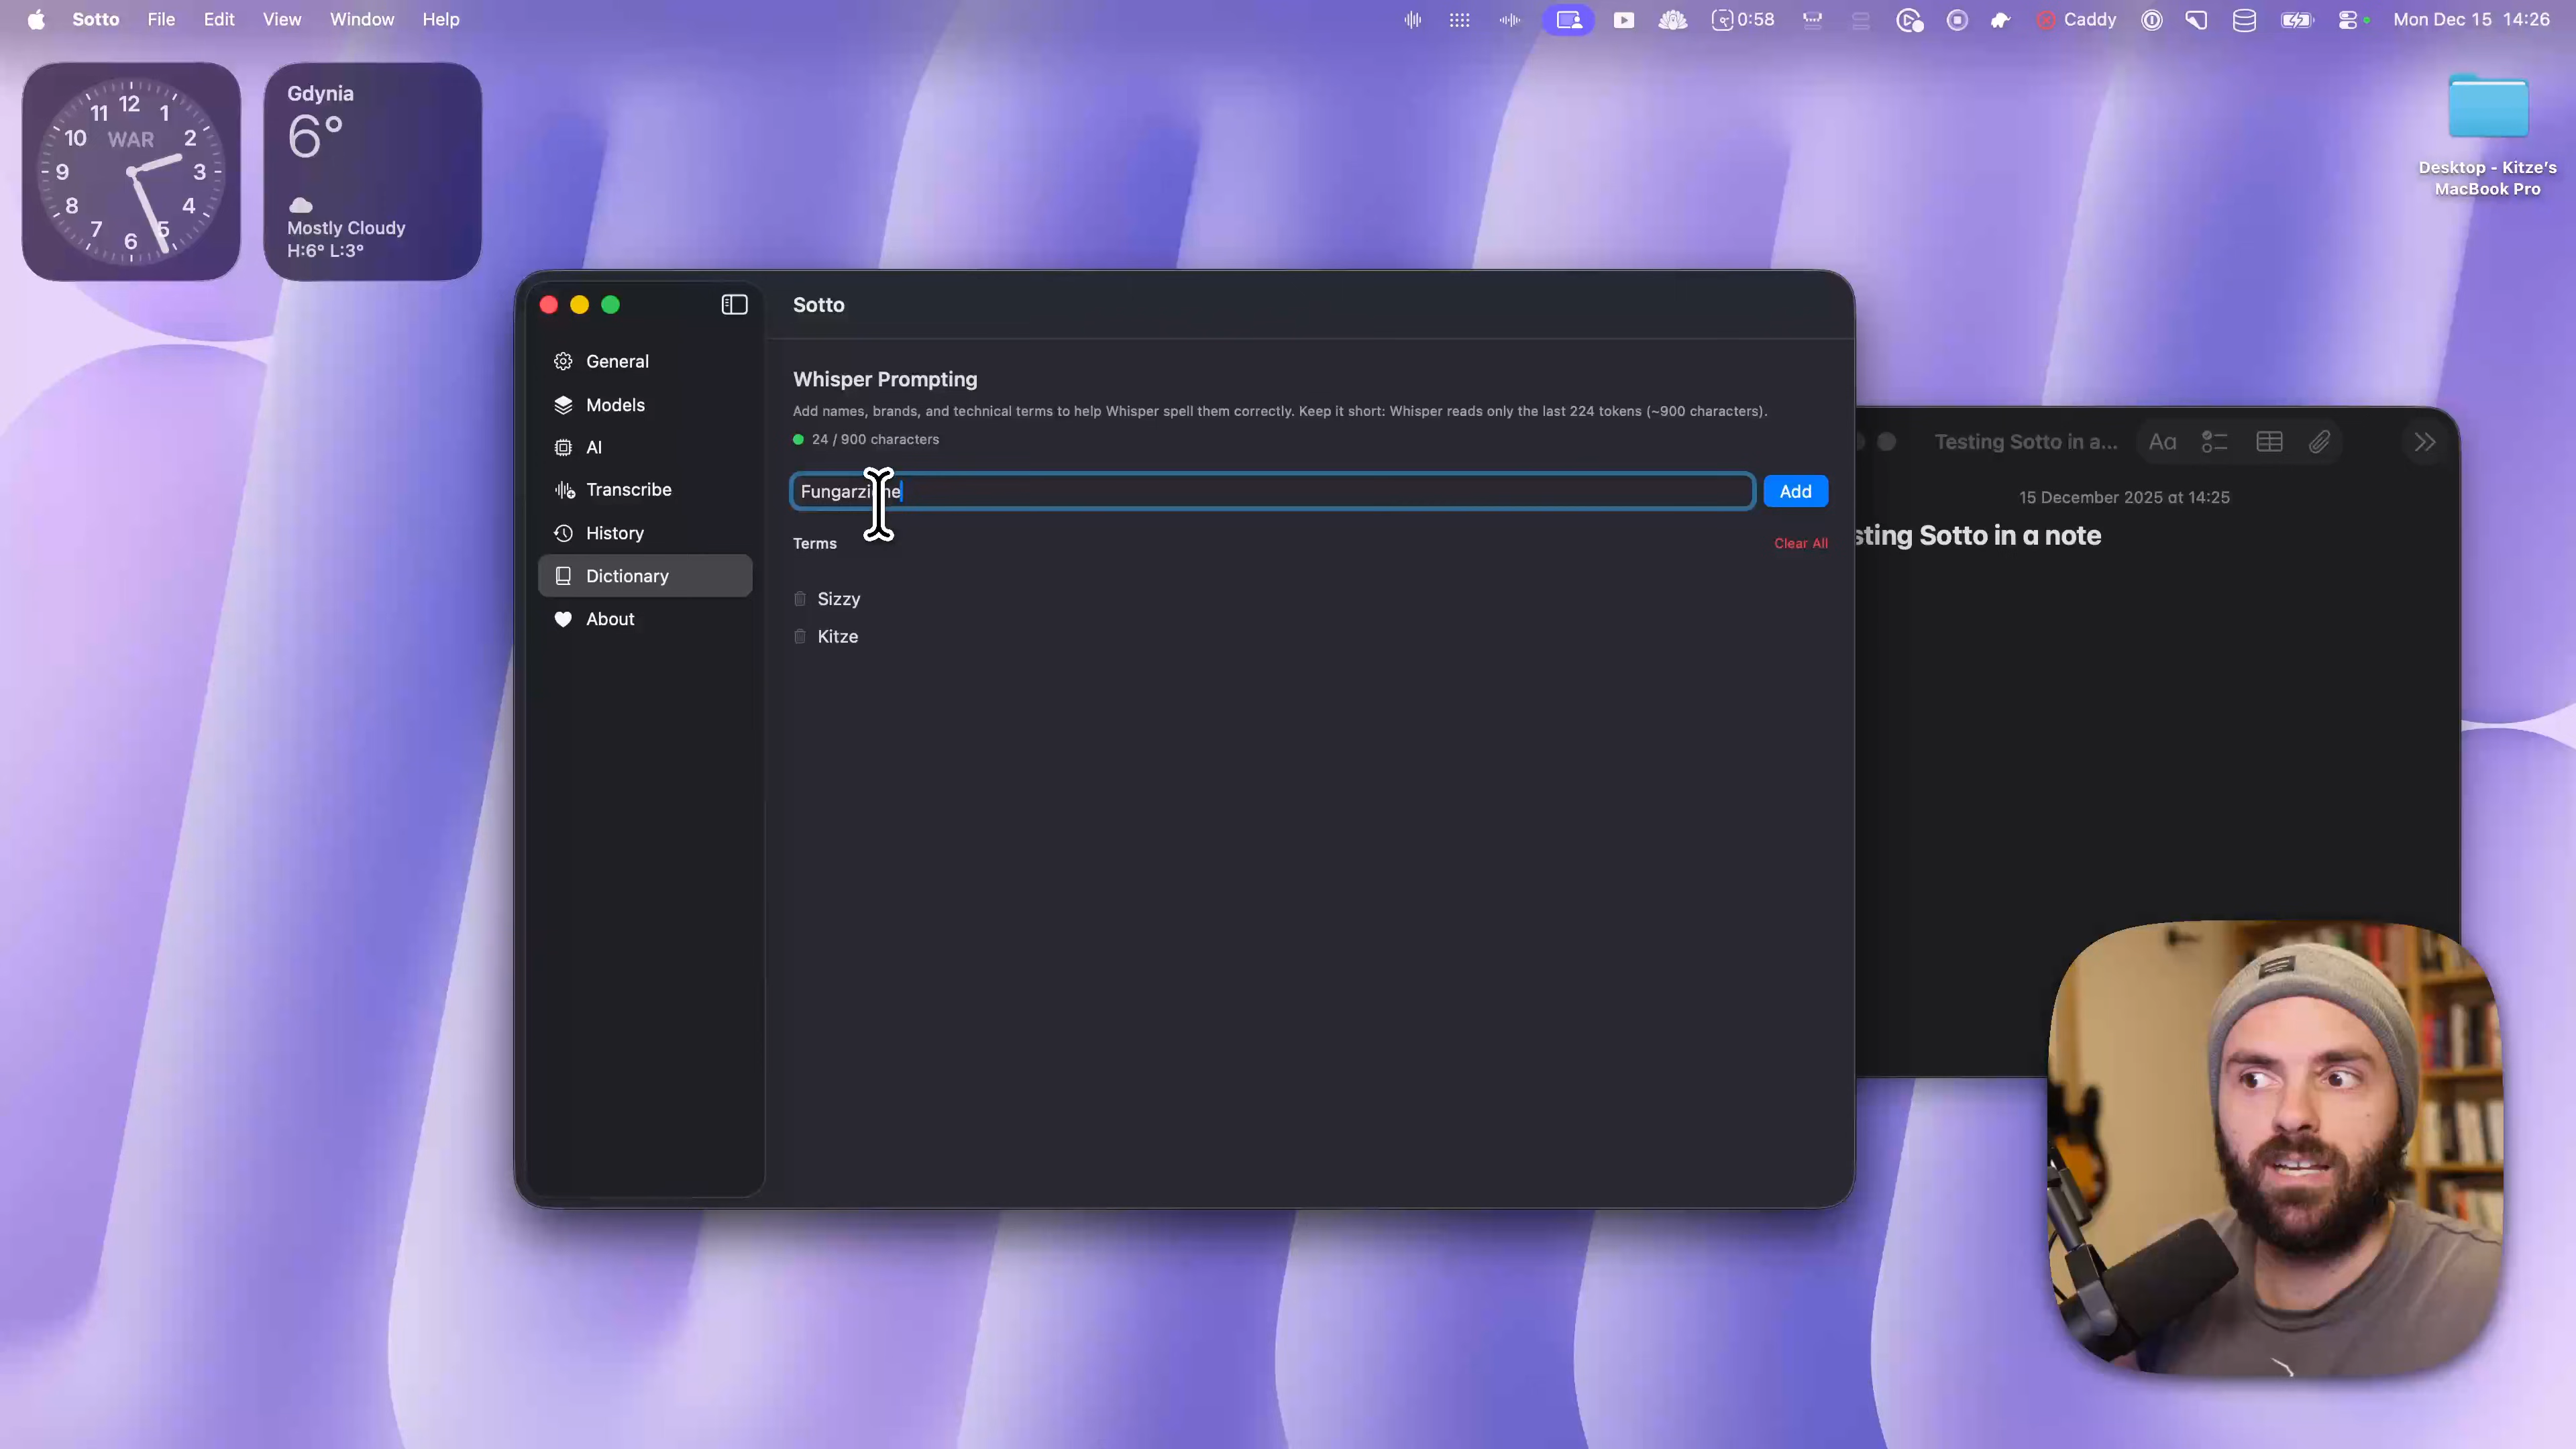 Sotto File Edit View Window Help
0:58 Caddy Mon Dec 15 14:26
12
11 1
10 WAR 2
9 3
8 4
7 5
6
Gdynia
6°
Mostly Cloudy
H:6° L:3°
Desktop - Kitze's
MacBook Pro
General
Models
AI
Transcribe
History
Dictionary
About
Sotto
Whisper Prompting
Add names, brands, and technical terms to help Whisper spell them correctly. Keep it short: Whisper reads only the last 224 tokens (~900 characters).
24 / 900 characters
Add
Terms Clear All
Sizzy
Kitze
Testing Sotto in a... Aa
15 December 2025 at 14:25
sting Sotto in a note